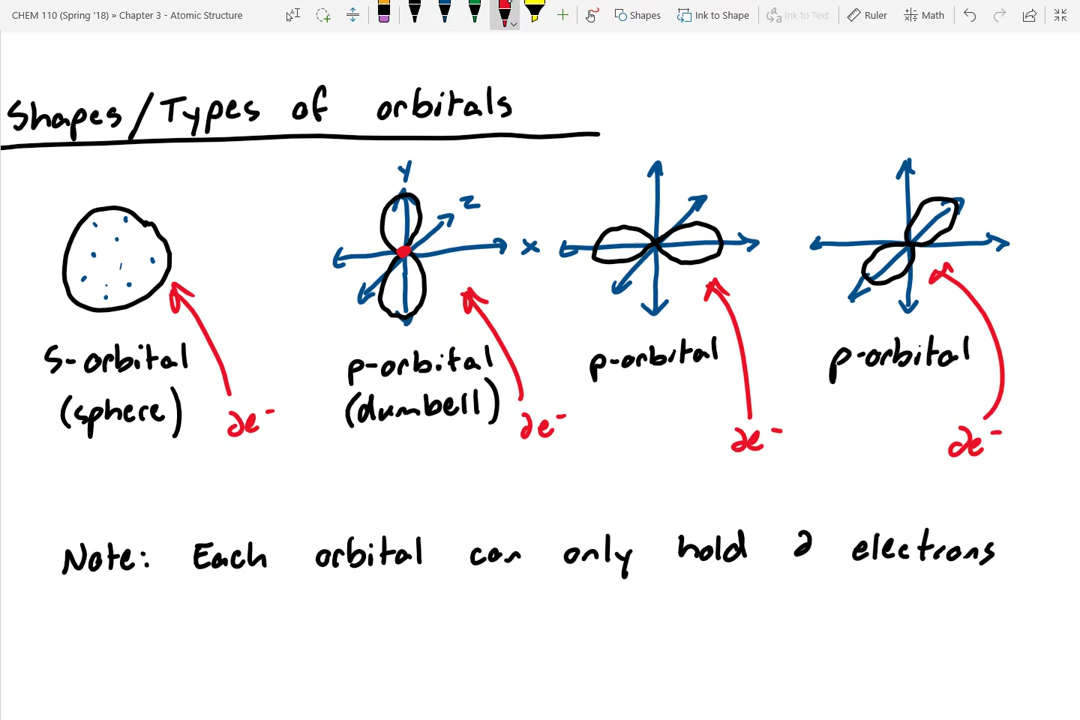 CHEM 110 (Spring '18) » Chapter 3 - Atomic Structure
Shapes
Ink to Shape
Ink to Text
Ruler
Math
Shapes/Types of orbitals
Y
Z
X
s-orbital
(sphere)
2e-
p-orbital
(dumbell)
2e-
p-orbital
2e-
p-orbital
2e-
Note: Each orbital can only hold 2 electrons